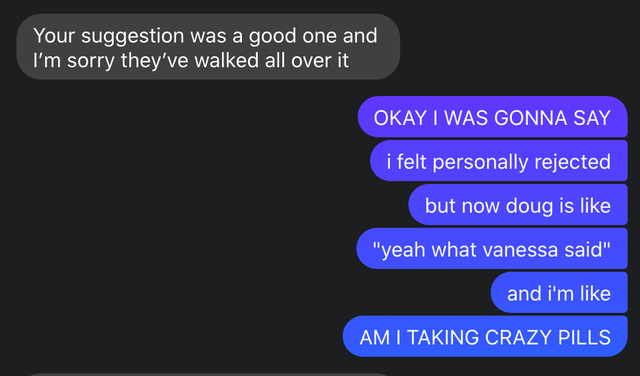 Your suggestion was a good one and
I’m sorry they’ve walked all over it
OKAY I WAS GONNA SAY
i felt personally rejected
but now doug is like
"yeah what vanessa said"
and i'm like
AM I TAKING CRAZY PILLS